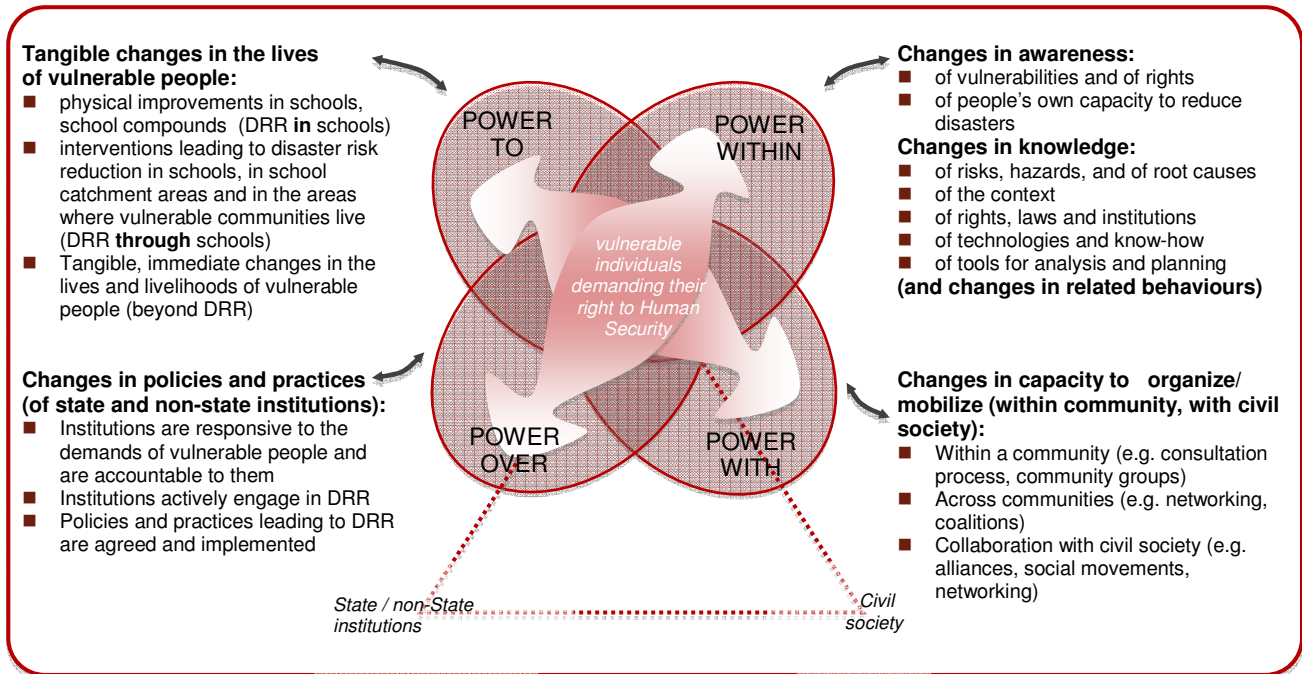 Tangible changes in the lives
of vulnerable people:
■ physical improvements in schools,
school compounds (DRR in schools)
■ interventions leading to disaster risk
reduction in schools, in school
catchment areas and in the areas
where vulnerable communities live
(DRR through schools)
■ Tangible, immediate changes in the
lives and livelihoods of vulnerable
people (beyond DRR)
Changes in policies and practices
(of state and non-state institutions):
■ Institutions are responsive to the
demands of vulnerable people and
are accountable to them
■ Institutions actively engage in DRR
■ Policies and practices leading to DRR
are agreed and implemented
POWER
TO
POWER
WITHIN
vulnerable
individuals
demanding their
right to Human
Security
POWER
OVER
POWER
WITH
State / non-State
institutions
Civil
society
Changes in awareness:
■ of vulnerabilities and of rights
■ of people's own capacity to reduce
disasters
Changes in knowledge:
■ of risks, hazards, and of root causes
■ of the context
■ of rights, laws and institutions
■ of technologies and know-how
■ of tools for analysis and planning
(and changes in related behaviours)
Changes in capacity to organize/
mobilize (within community, with civil
society):
■ Within a community (e.g. consultation
process, community groups)
■ Across communities (e.g. networking,
coalitions)
■ Collaboration with civil society (e.g.
alliances, social movements,
networking)